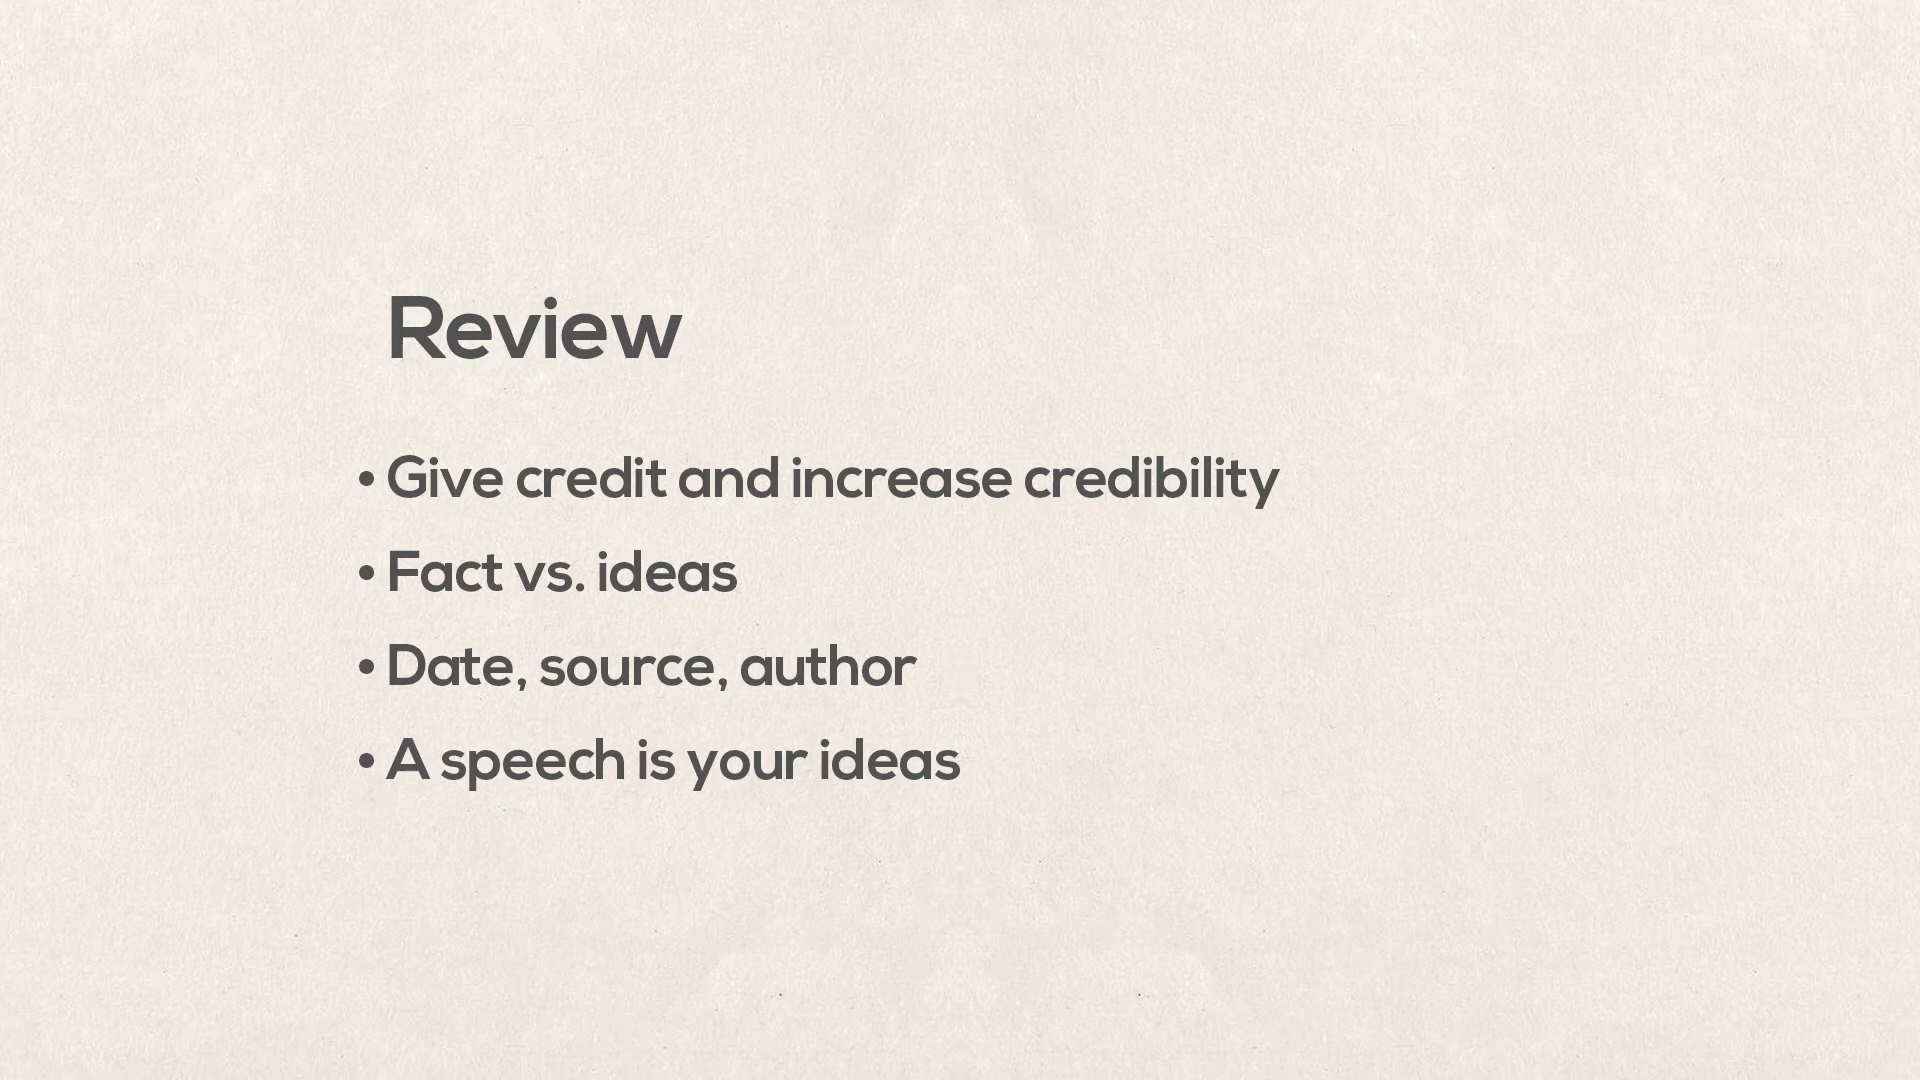 Review
• Give credit and increase credibility
• Fact vs. ideas
• Date, source, author
• A speech is your ideas